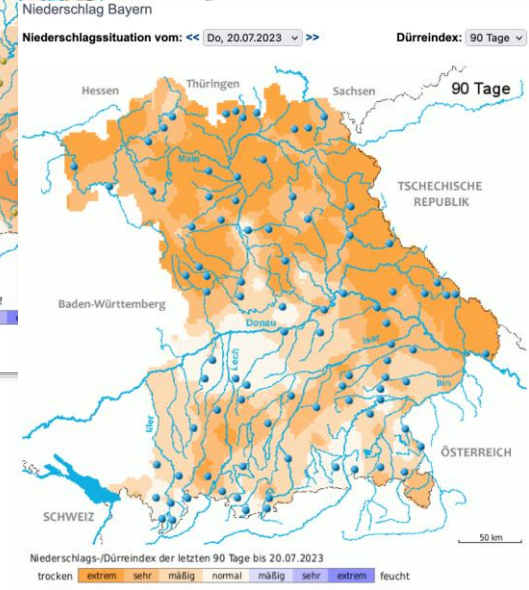 Niederschlag Bayern
Niederschlagssituation vom: << Do, 20.07.2023 >> Dürreindex: 90 Tage
90 Tage
Hessen
Thüringen
Sachsen
Main
TSCHECHISCHE
REPUBLIK
Baden-Württemberg
Donau
Isar
Lech
Inn
Iller
ÖSTERREICH
SCHWEIZ
50 km
Niederschlags-/Dürreindex der letzten 90 Tage bis 20.07.2023
trocken extrem sehr mäßig normal mäßig sehr extrem feucht